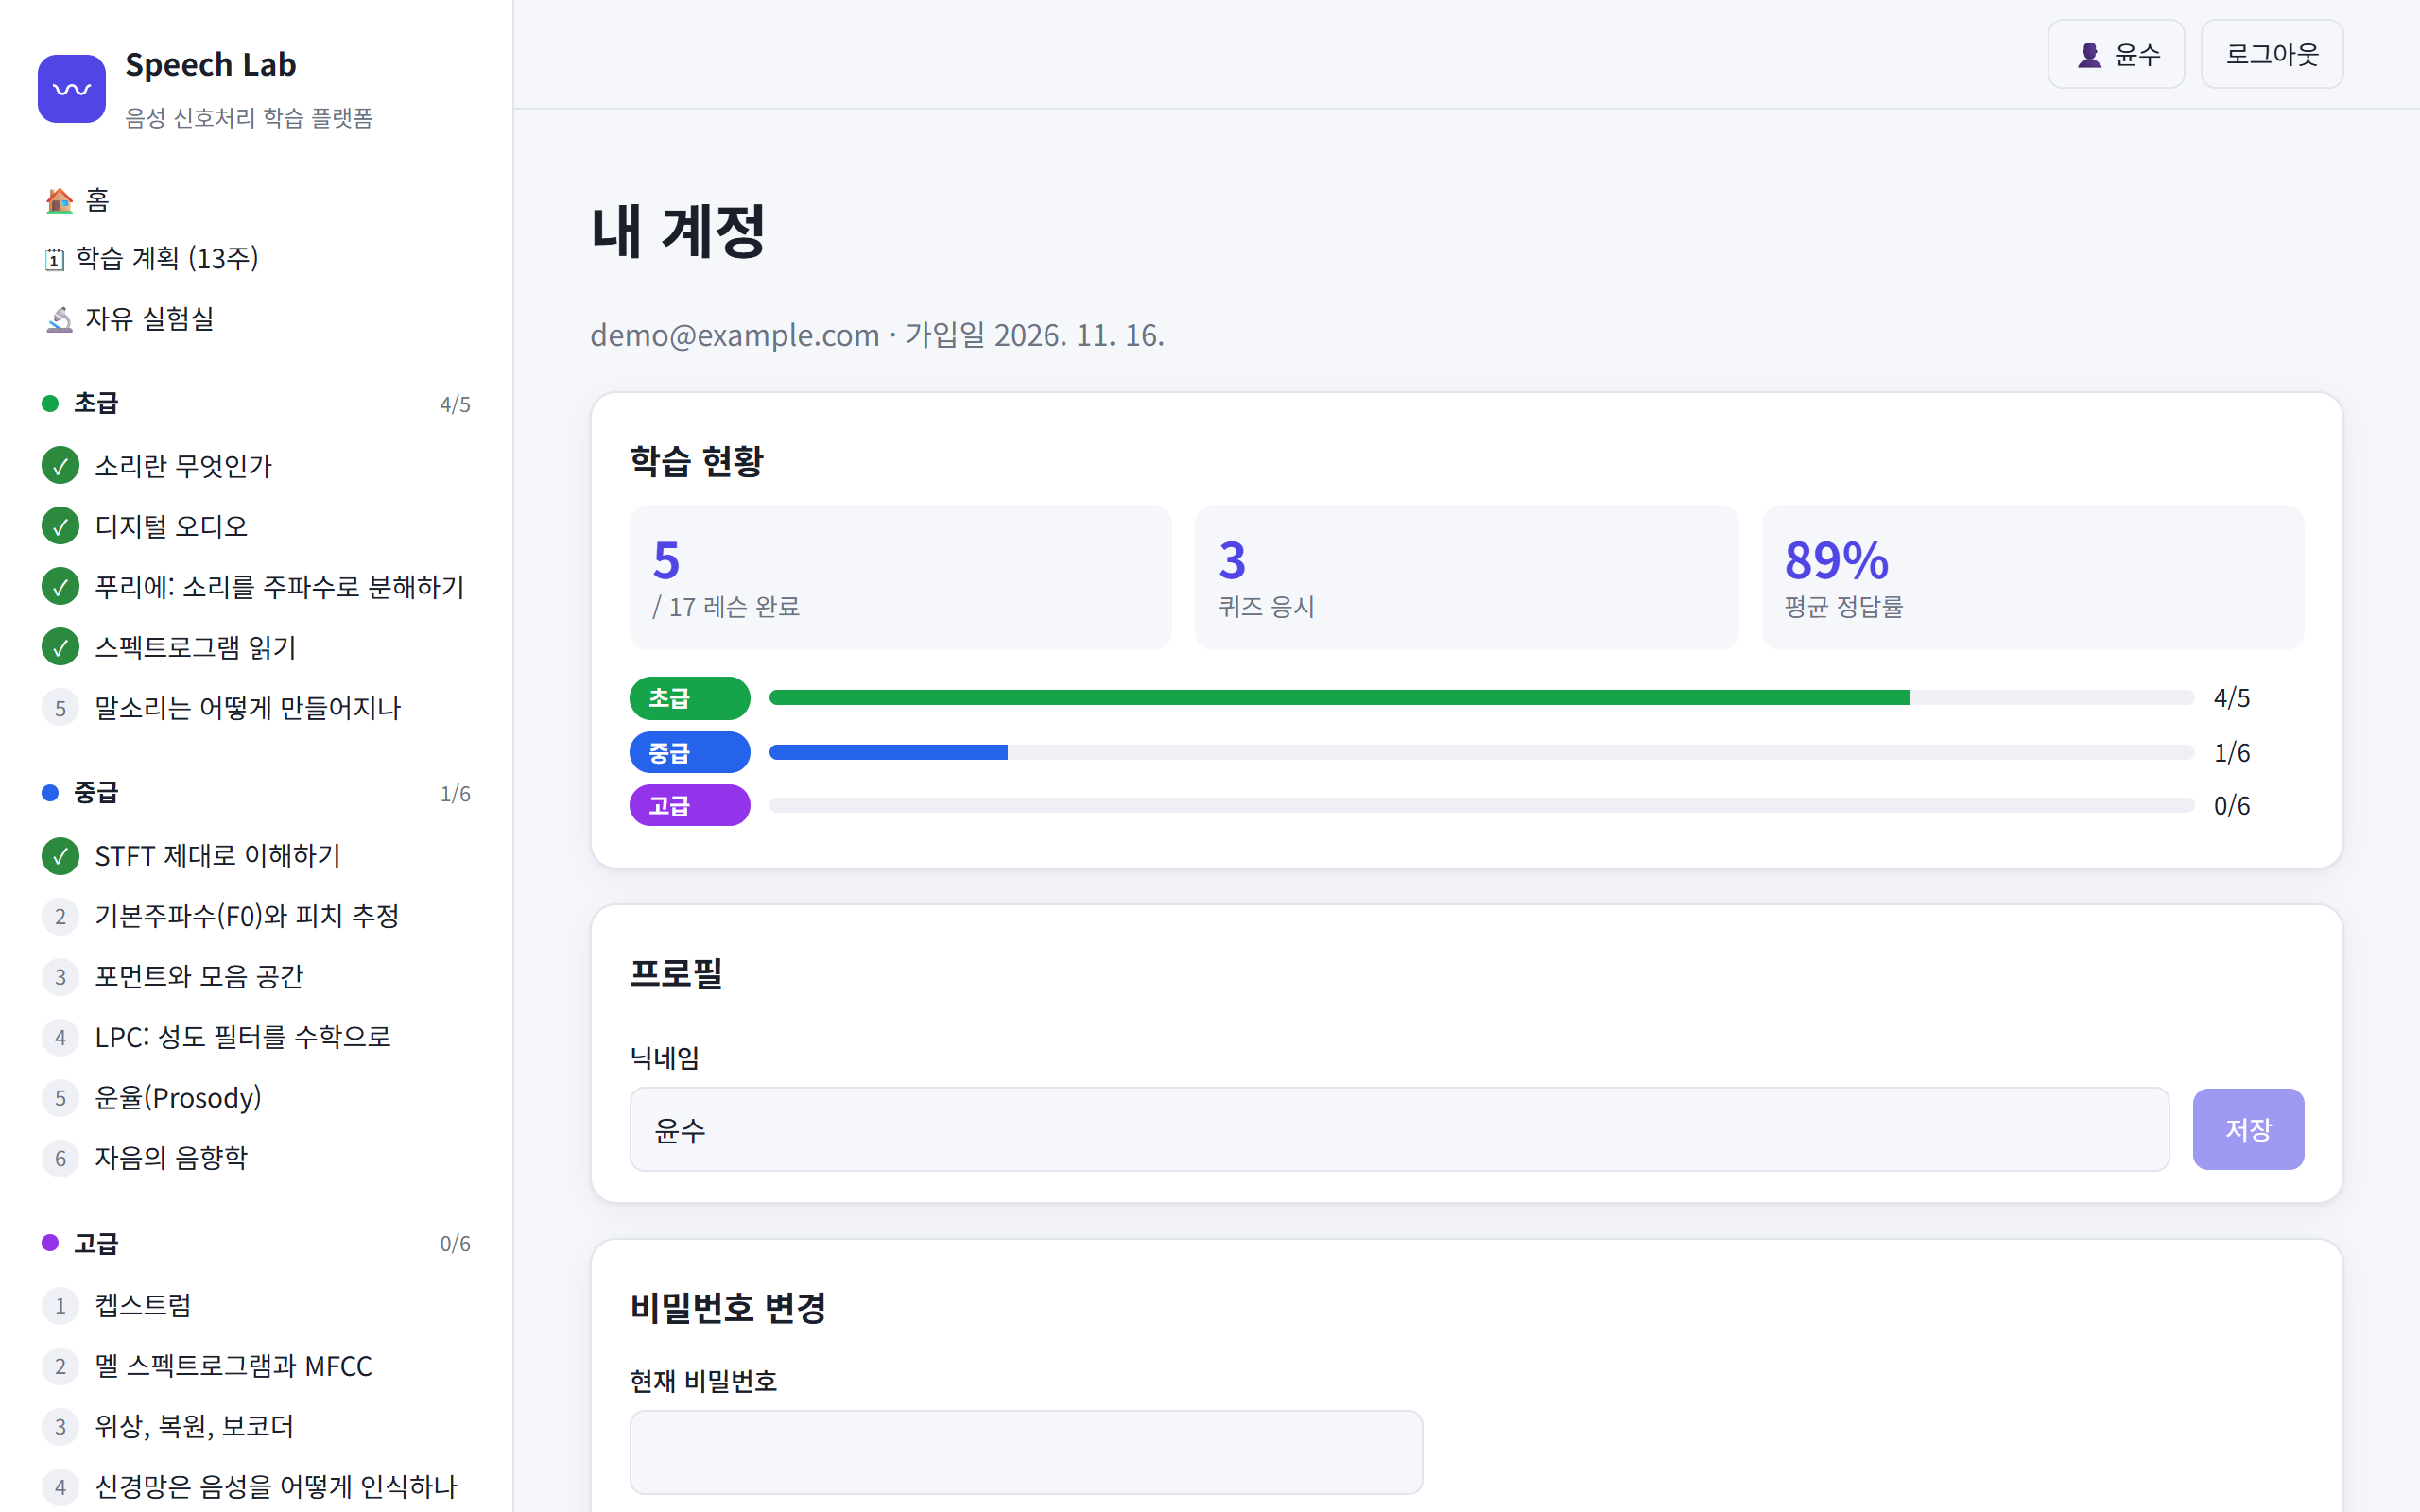 Speech Lab
음성 신호처리 학습 플랫폼
홈
학습 계획 (13주)
자유 실험실
초급 4/5
✓ 소리란 무엇인가
✓ 디지털 오디오
✓ 푸리에: 소리를 주파수로 분해하기
✓ 스펙트로그램 읽기
5 말소리는 어떻게 만들어지나
중급 1/6
✓ STFT 제대로 이해하기
2 기본주파수(F0)와 피치 추정
3 포먼트와 모음 공간
4 LPC: 성도 필터를 수학으로
5 운율(Prosody)
6 자음의 음향학
고급 0/6
1 켑스트럼
2 멜 스펙트로그램과 MFCC
3 위상, 복원, 보코더
4 신경망은 음성을 어떻게 인식하나
윤수 로그아웃
내 계정
demo@example.com · 가입일 2026. 11. 16.
학습 현황
5
/ 17 레슨 완료
3
퀴즈 응시
89%
평균 정답률
초급 4/5
중급 1/6
고급 0/6
프로필
닉네임
윤수 저장
비밀번호 변경
현재 비밀번호